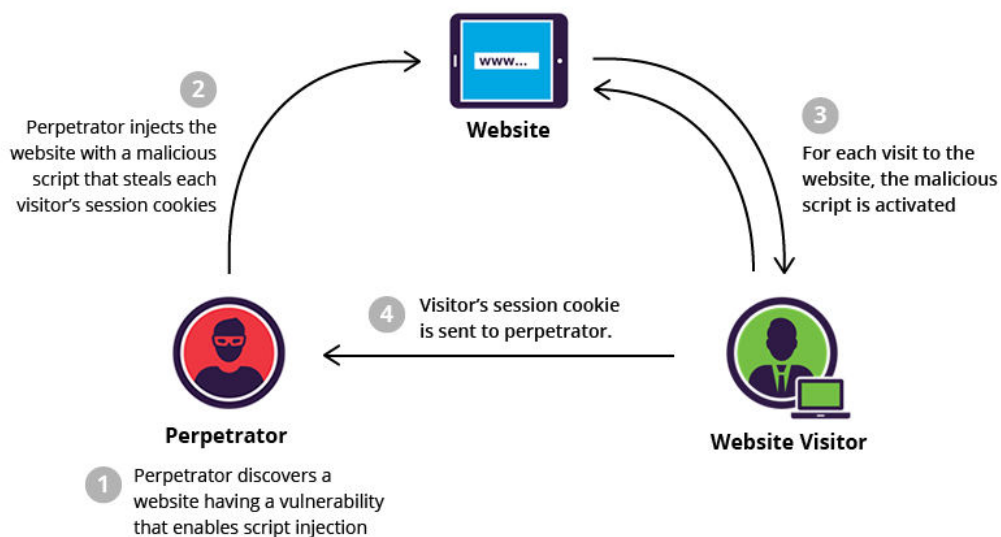 www...
Website
2
Perpetrator injects the
website with a malicious
script that steals each
visitor's session cookies
3
For each visit to the
website, the malicious
script is activated
4
Visitor's session cookie
is sent to perpetrator.
Perpetrator
Website Visitor
1
Perpetrator discovers a
website having a vulnerability
that enables script injection